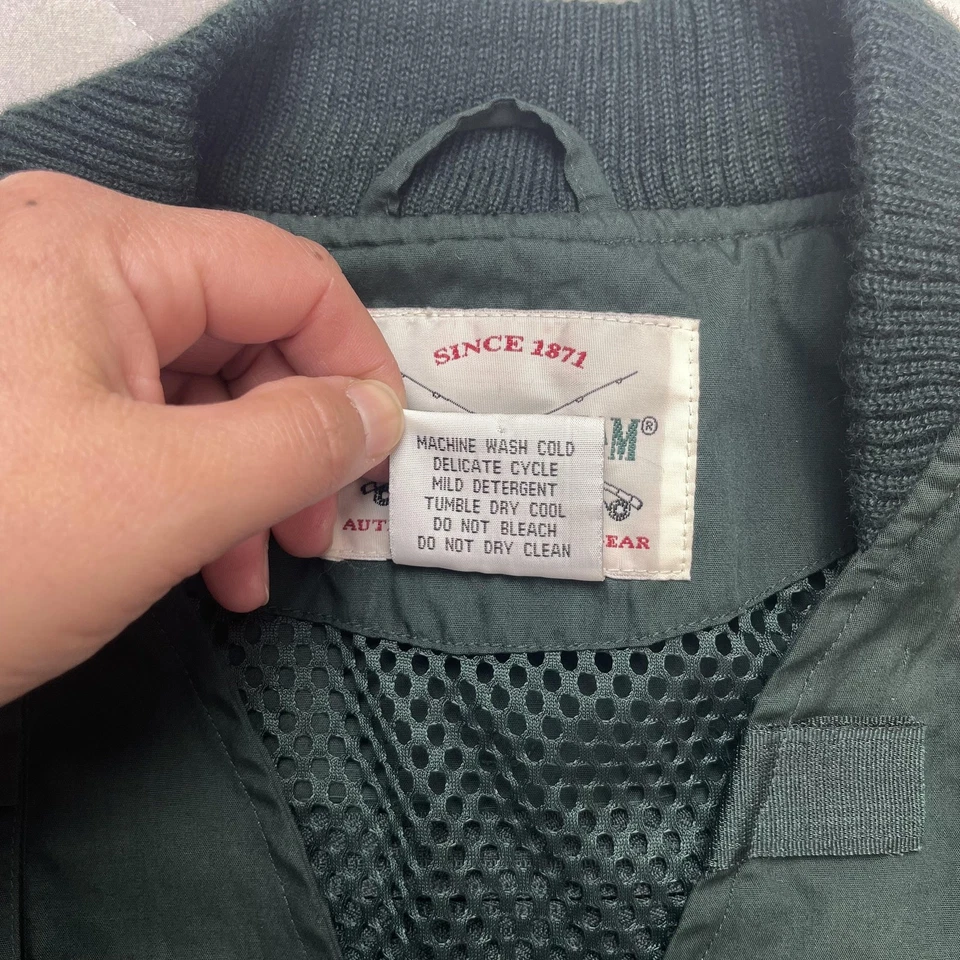 SINCE 1871
AM®
MACHINE WASH COLD
DELICATE CYCLE
MILD DETERGENT
TUMBLE DRY COOL
DO NOT BLEACH
DO NOT DRY CLEAN
AUT
EAR